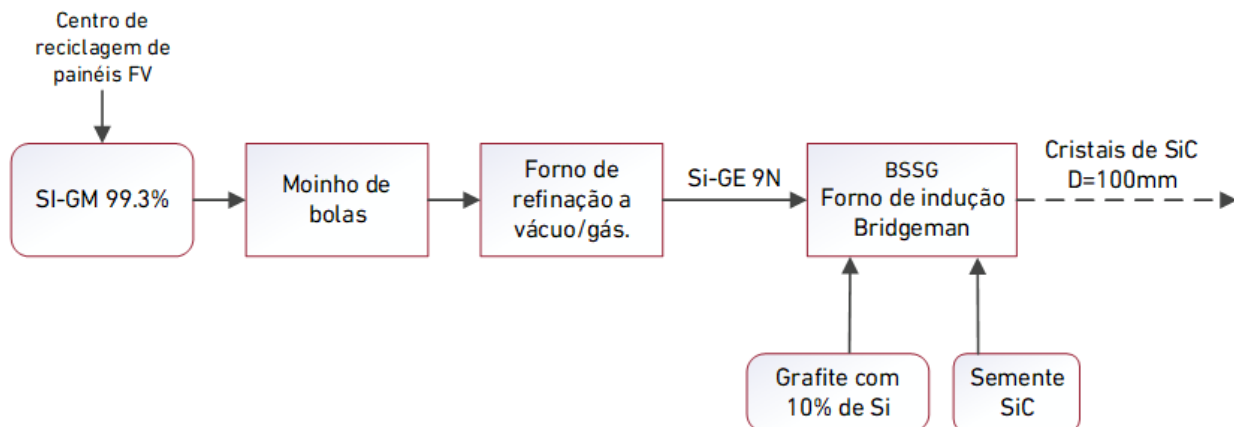 Centro de
reciclagem de
painéis FV
SI-GM 99.3%
Moinho de
bolas
Forno de
refinação a
vácuo/gás.
Si-GE 9N
BSSG
Forno de indução
Bridgeman
Cristais de SiC
D=100mm
Grafite com
10% de Si
Semente
SiC